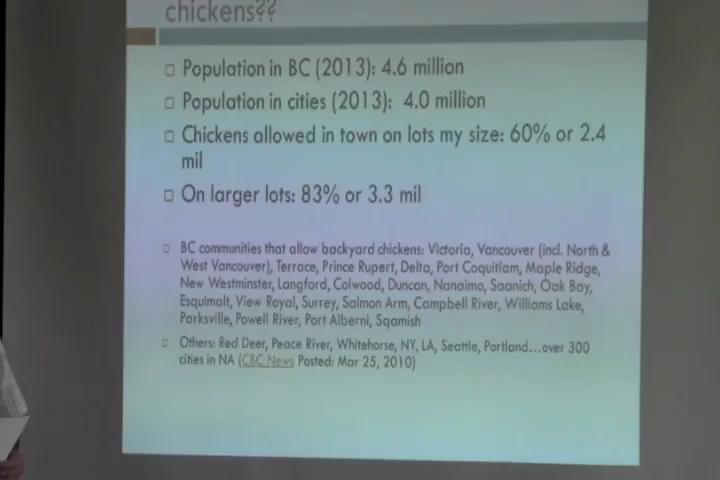 chickens??
Population in BC (2013): 4.6 million
Population in cities (2013): 4.0 million
Chickens allowed in town on lots my size: 60% or 2.4
mil
On larger lots: 83% or 3.3 mil
BC communities that allow backyard chickens: Victoria, Vancouver (incl. North &
West Vancouver), Terrace, Prince Rupert, Delta, Port Coquitlam, Maple Ridge,
New Westminster, Langford, Colwood, Duncan, Nanaimo, Saanich, Oak Bay,
Esquimalt, View Royal, Surrey, Salmon Arm, Campbell River, Williams Lake,
Parksville, Powell River, Port Alberni, Sqamish
Others: Red Deer, Peace River, Whitehorse, NY, LA, Seattle, Portland...over 300
cities in NA (CBC News Posted: Mar 25, 2010)